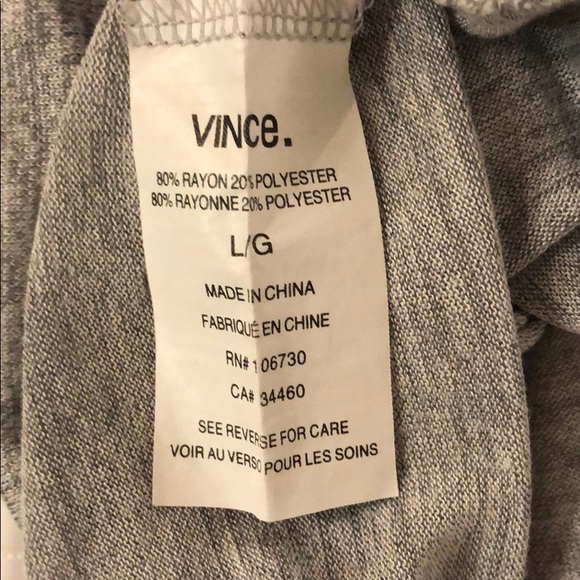 VINCE.
80% RAYON 20% POLYESTER
80% RAYONNE 20% POLYESTER
L/G
MADE IN CHINA
FABRIQUÉ EN CHINE
RN# 106730
CA# 34460
SEE REVERSE FOR CARE
VOIR AU VERSO POUR LES SOINS